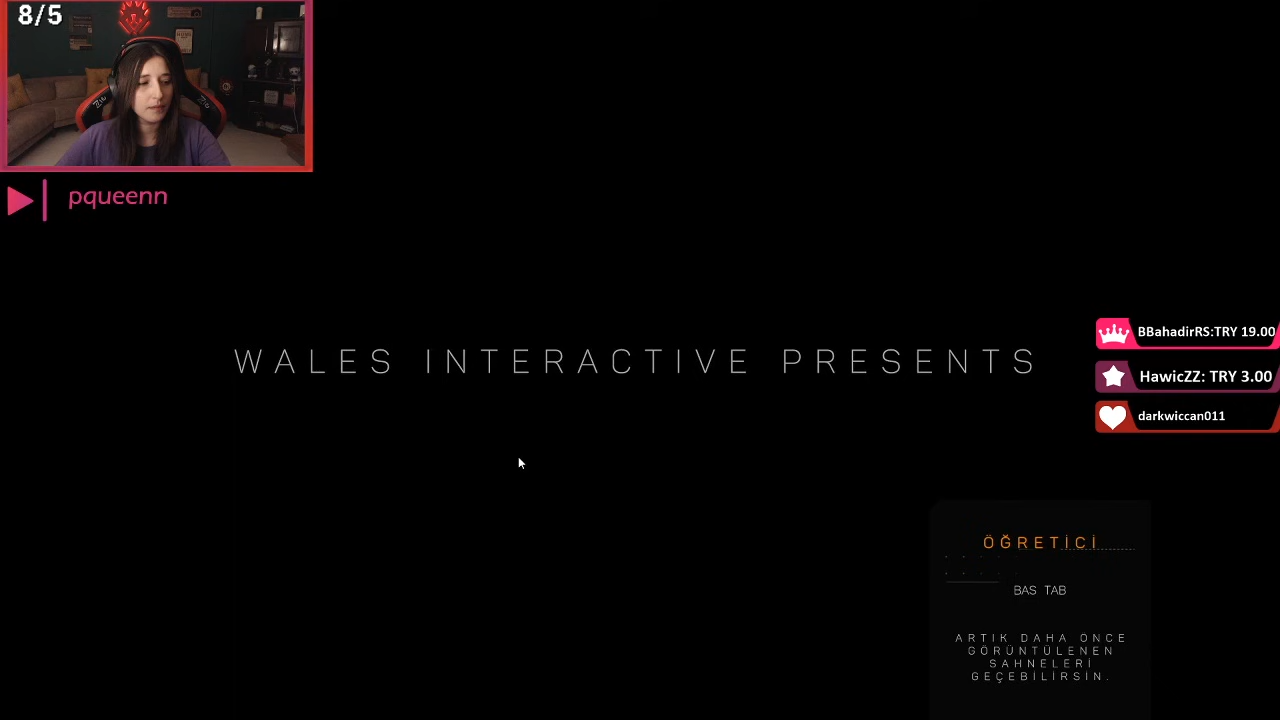 8/5
pqueenn
WALES INTERACTIVE PRESENTS
BBahadirRS:TRY 19.00
HawicZZ: TRY 3.00
darkwiccan011
ÖĞRETİCİ
BAS TAB
ARTIK DAHA ÖNCE
GÖRÜNTÜLENEN
SAHNELERİ
GEÇEBİLİRSİN.